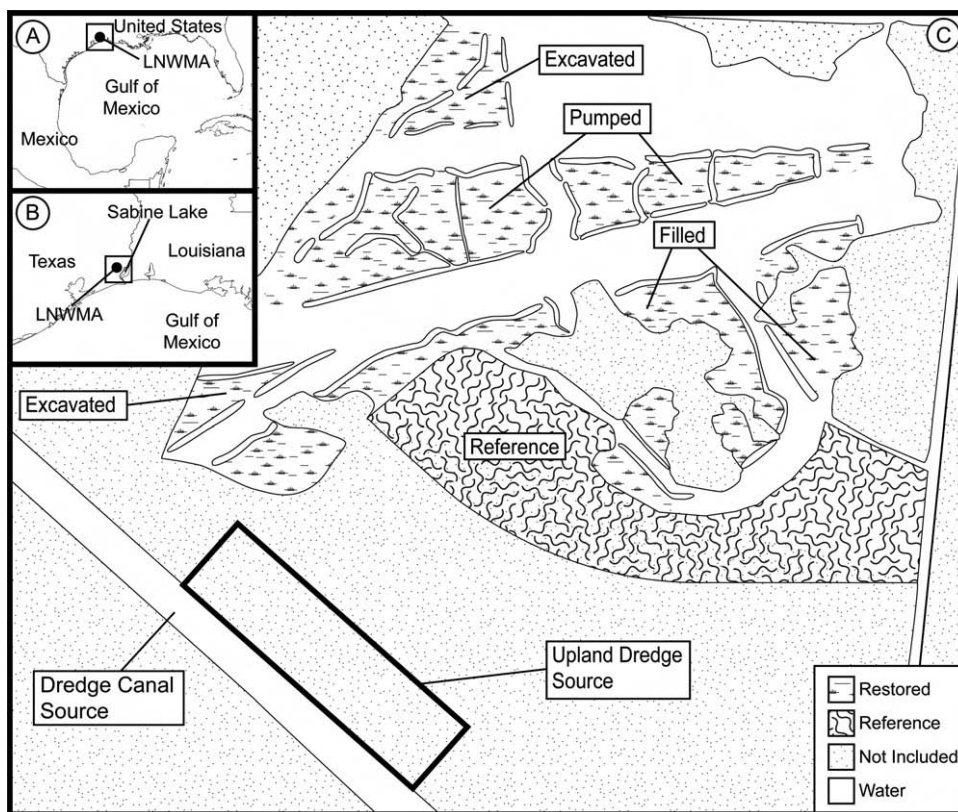 A
United States
LNWMA
Gulf of
Mexico
Mexico
B
Sabine Lake
Texas
Louisiana
LNWMA
Gulf of
Mexico
C
Excavated
Pumped
Filled
Excavated
Reference
Dredge Canal
Source
Upland Dredge
Source
Restored
Reference
Not Included
Water